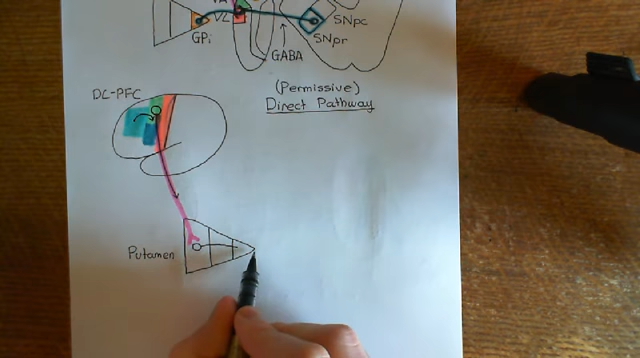 VL
GPi
SNpc
SNpr
GABA
DL-PFC
(Permissive)
Direct Pathway
Putamen